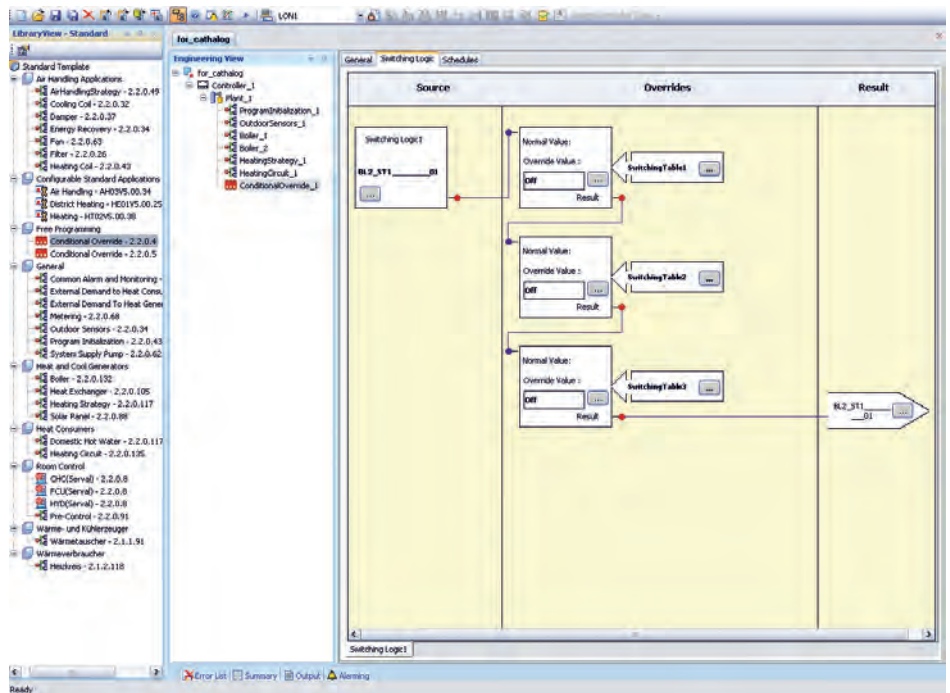 LON1
LibraryView - Standard
Standard Template
Air Handling Applications
AirHandlingStrategy - 2.2.0.49
Cooling Coil - 2.2.0.32
Damper - 2.2.0.37
Energy Recovery - 2.2.0.34
Fan - 2.2.0.63
Filter - 2.2.0.26
Heating Coil - 2.2.0.43
Configurable Standard Applications
Air Handling - AH03V5.00.34
District Heating - HE01V5.00.25
Heating - HT02V5.00.38
Free Programming
Conditional Override - 2.2.0.4
Conditional Override - 2.2.0.5
General
Common Alarm and Monitoring -
External Demand to Heat Consu
External Demand To Heat Gener
Metering - 2.2.0.68
Outdoor Sensors - 2.2.0.34
Program Initialization - 2.2.0.43
System Supply Pump - 2.2.0.62
Heat and Cool Generators
Boiler - 2.2.0.132
Heat Exchanger - 2.2.0.105
Heating Strategy - 2.2.0.117
Solar Panel - 2.2.0.88
Heat Consumers
Domestic Hot Water - 2.2.0.117
Heating Circuit - 2.2.0.135
Room Control
CHC(Serval) - 2.2.0.8
FCU(Serval) - 2.2.0.8
HYD(Serval) - 2.2.0.8
Pre-Control - 2.2.0.91
Wärme- und Kühlerzeuger
Wärmetauscher - 2.1.1.91
Wärmeverbraucher
Heizkreis - 2.1.2.118
for_cathalog
Engineering View
for_cathalog
Controller_1
Plant_1
ProgramInitialization_1
OutdoorSensors_1
Boiler_1
Boiler_2
HeatingStrategy_1
HeatingCircuit_1
ConditionalOverride_1
General Switching Logic Schedules
Source Overrides Result
Switching Logic1
BL2_ST1________01
...
Normal Value:
Override Value :
Off ...
Result
SwitchingTable1 ...
Normal Value:
Override Value :
Off ...
Result
SwitchingTable2 ...
Normal Value:
Override Value :
Off ...
Result
SwitchingTable3 ...
BL2_ST1_____
___01
...
Switching Logic1
Error List Summary Output Alarming
Ready